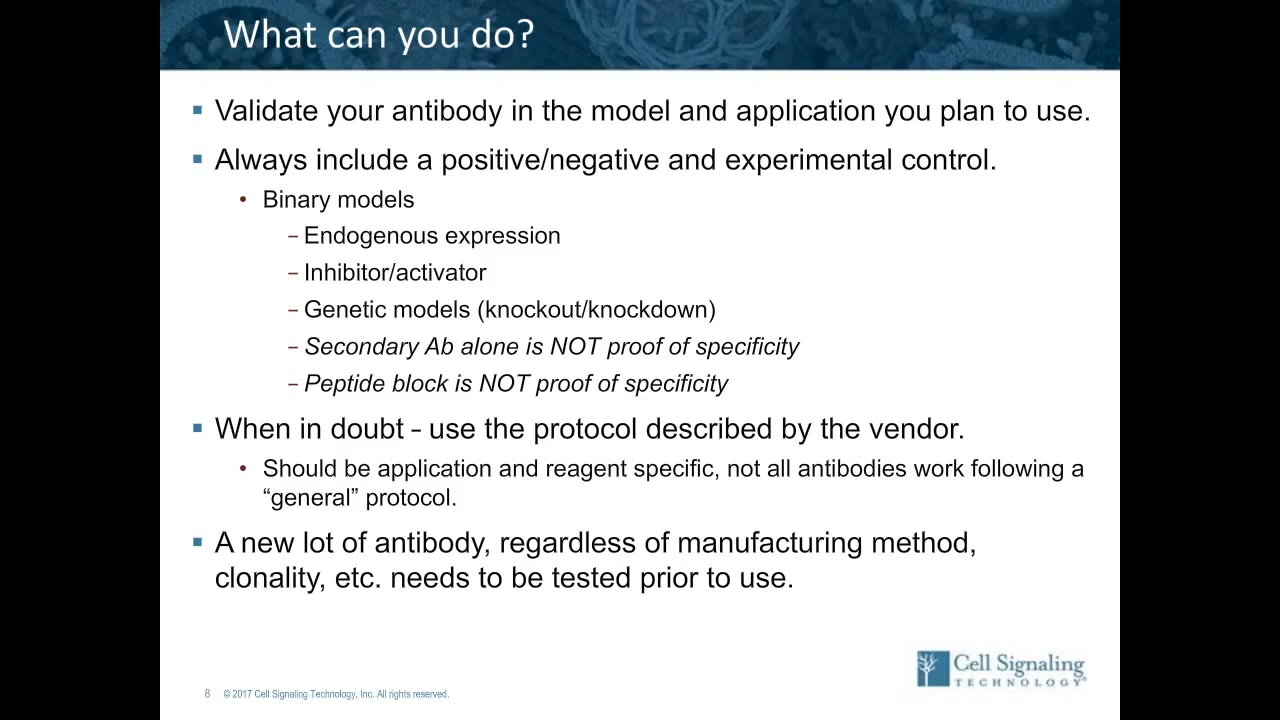 What can you do?
▪ Validate your antibody in the model and application you plan to use.
▪ Always include a positive/negative and experimental control.
• Binary models
– Endogenous expression
– Inhibitor/activator
– Genetic models (knockout/knockdown)
– Secondary Ab alone is NOT proof of specificity
– Peptide block is NOT proof of specificity
▪ When in doubt – use the protocol described by the vendor.
• Should be application and reagent specific, not all antibodies work following a
“general” protocol.
▪ A new lot of antibody, regardless of manufacturing method,
clonality, etc. needs to be tested prior to use.
Cell Signaling
TECHNOLOGY®
8 © 2017 Cell Signaling Technology, Inc. All rights reserved.